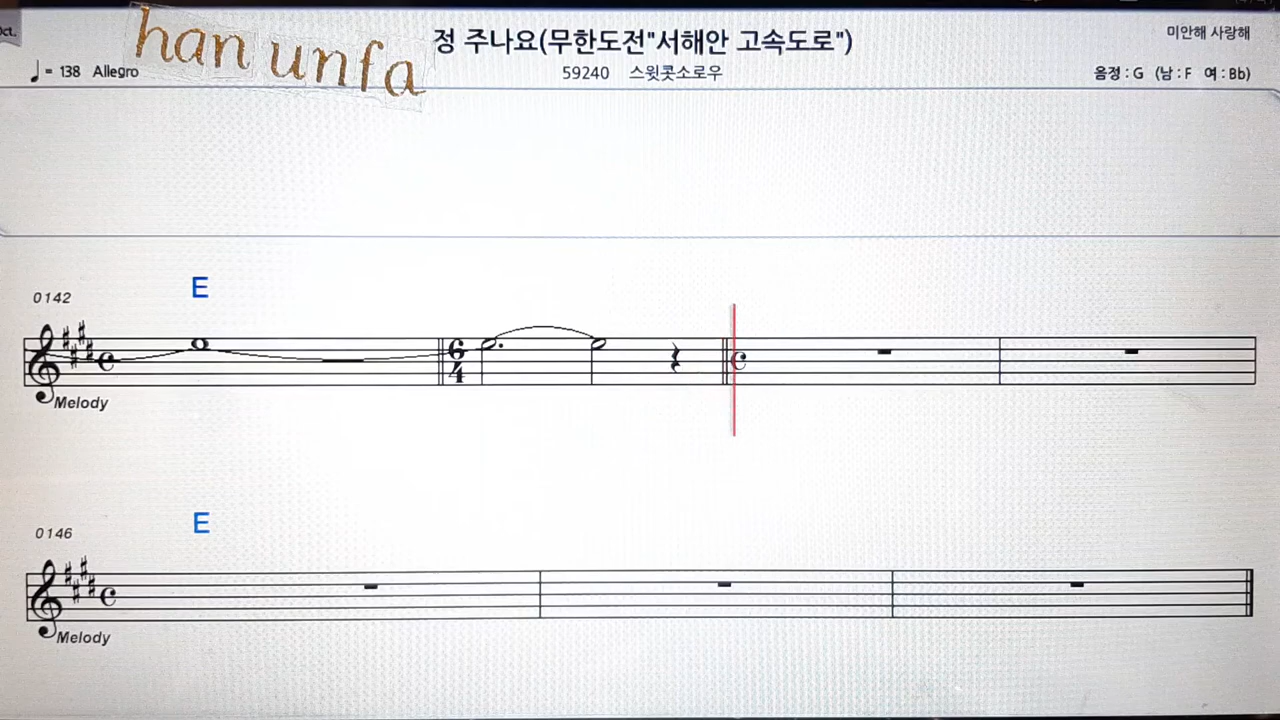 Oct.
han unfa
정 주나요(무한도전"서해안 고속도로")
미안해 사랑해
♩ = 138 Allegro
59240 스윗콧소로우
음정 : G (남 : F 여 : Bb)
E
0142
6
4
Melody
E
0146
Melody